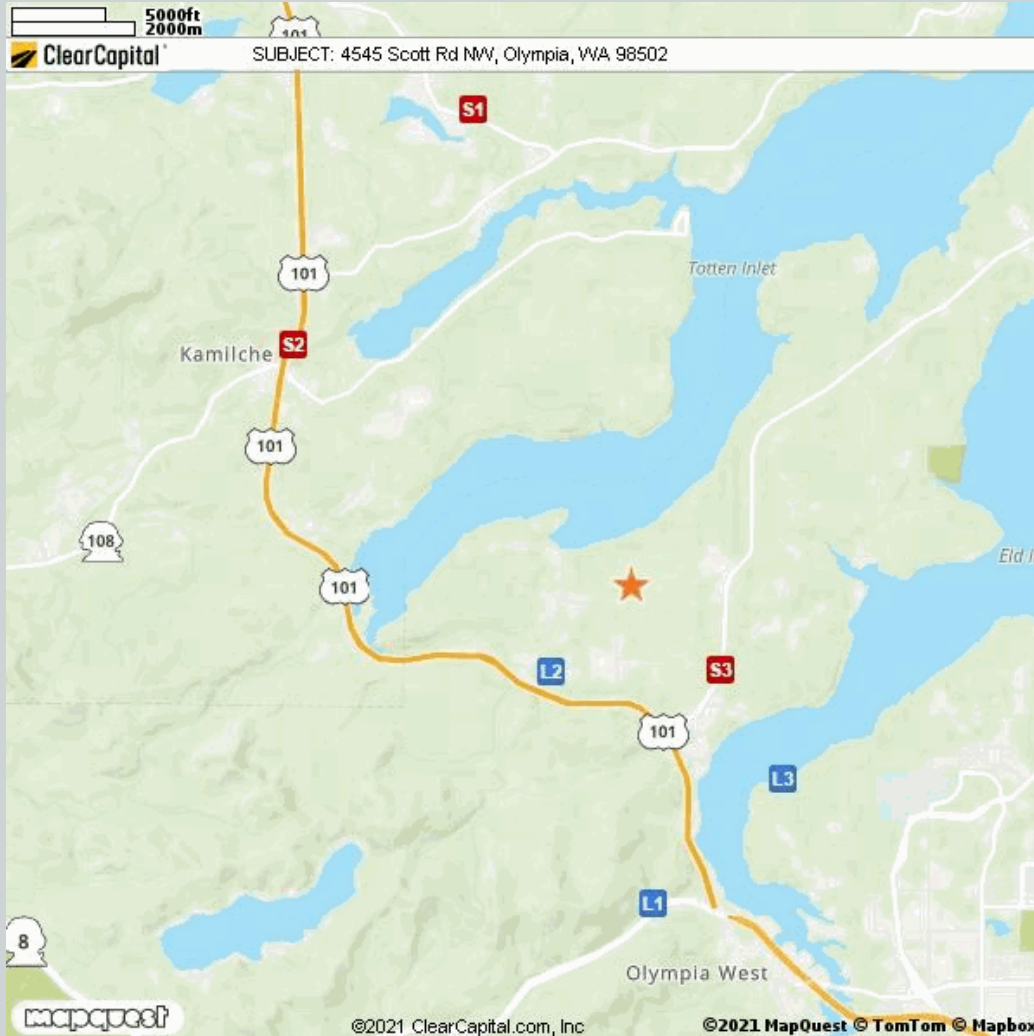 5000ft
2000m
101
ClearCapital
SUBJECT: 4545 Scott Rd NW, Olympia, WA 98502
S1
101
Totten Inlet
S2
Kamilche
101
108
Eld I
101
L2
S3
101
L3
L1
8
Olympia West
mapquest
©2021 ClearCapital.com, Inc
©2021 MapQuest © TomTom © Mapbo